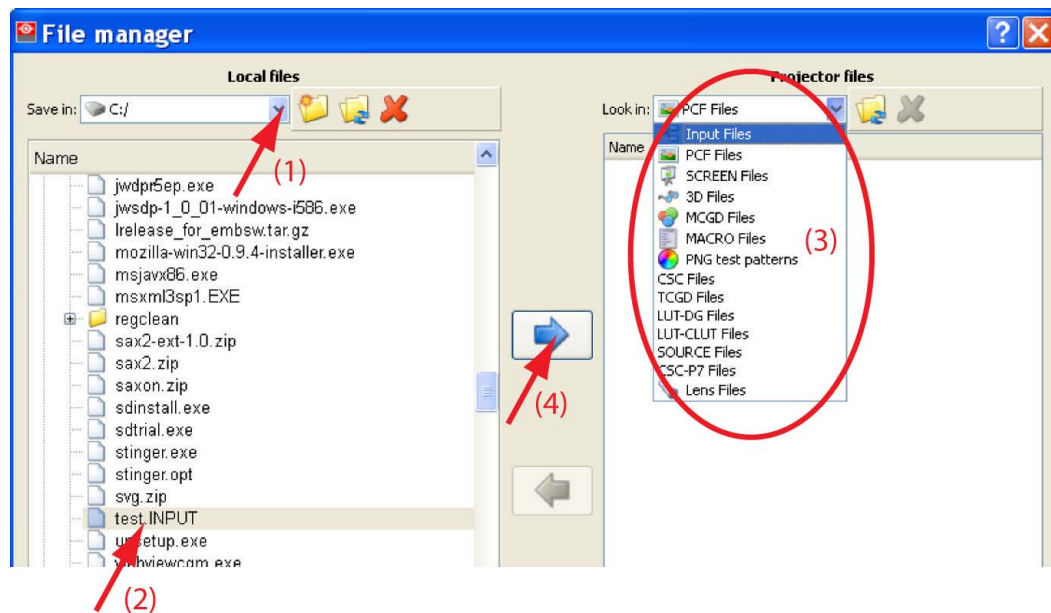 File manager
Local files
Save in: C:/
(1)
Name
jwdpr5ep.exe
jwsdp-1_0_01-windows-i586.exe
lrelease_for_embsw.tar.gz
mozilla-win32-0.9.4-installer.exe
msjavx86.exe
msxml3sp1.EXE
regclean
sax2-ext-1.0.zip
sax2.zip
saxon.zip
sdinstall.exe
sdtrial.exe
stinger.exe
stinger.opt
svg.zip
test.INPUT
unsetup.exe
webviewcgm.exe
(2)
(4)
Projector files
Look in: PCF Files
Name
Input Files
PCF Files
SCREEN Files
3D Files
MCGD Files
MACRO Files
(3)
PNG test patterns
CSC Files
TCGD Files
LUT-DG Files
LUT-CLUT Files
SOURCE Files
CSC-P7 Files
Lens Files